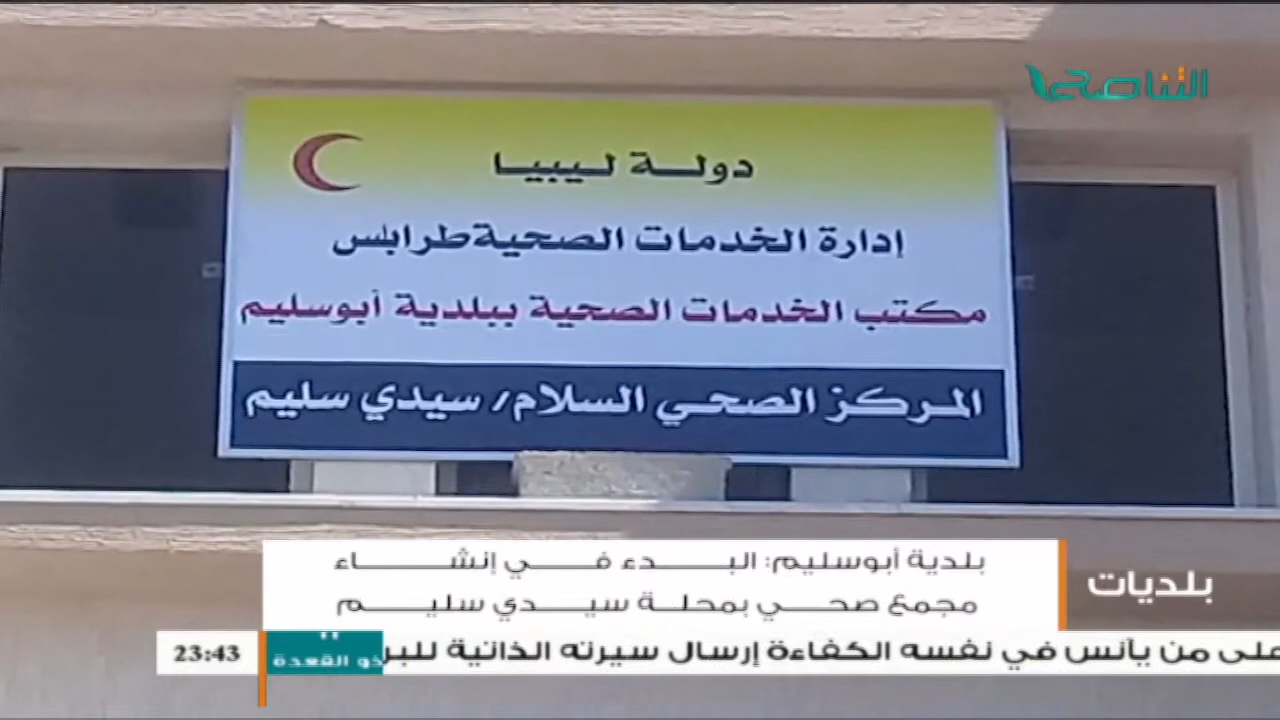 التناصح
دولة ليبيا
إدارة الخدمات الصحية طرابلس
مكتب الخدمات الصحية ببلدية أبوسليم
المركز الصحي السلام/ سيدي سليم
بلديات
بلدية أبوسليم: البدء في إنشاء
مجمع صحي بمحلة سيدي سليم
على من يأنس في نفسه الكفاءة إرسال سيرته الذاتية للبر
ذو القعدة
23:43